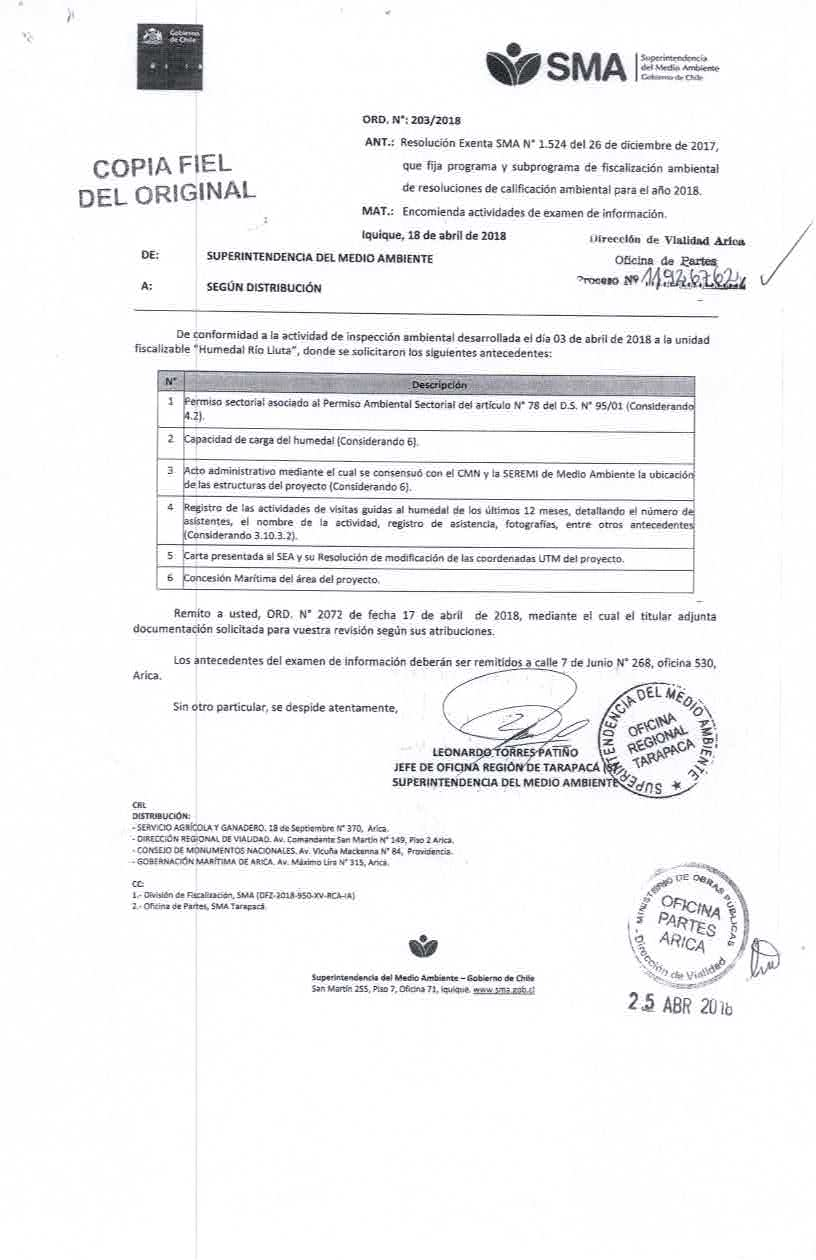 Gobierno
de Chile
SMA
Superintendencia
del Medio Ambiente
Gobierno de Chile
ORD. N°: 203/2018
ANT.: Resolución Exenta SMA N° 1.524 del 26 de diciembre de 2017,
que fija programa y subprograma de fiscalización ambiental
de resoluciones de calificación ambiental para el año 2018.
COPIA FIEL
DEL ORIGINAL
MAT.: Encomienda actividades de examen de información.
Iquique, 18 de abril de 2018
Dirección de Vialidad Arica
Oficina de Partes
Proceso Nº 11926762
DE: SUPERINTENDENCIA DEL MEDIO AMBIENTE
A: SEGÚN DISTRIBUCIÓN
De conformidad a la actividad de inspección ambiental desarrollada el día 03 de abril de 2018 a la unidad
fiscalizable "Humedal Río Lluta", donde se solicitaron los siguientes antecedentes:
N° Descripción
1 Permiso sectorial asociado al Permiso Ambiental Sectorial del artículo N° 78 del D.S. N° 95/01 (Considerando
4.2).
2 Capacidad de carga del humedal (Considerando 6).
3 Acto administrativo mediante el cual se consensuó con el CMN y la SEREMI de Medio Ambiente la ubicación
de las estructuras del proyecto (Considerando 6).
4 Registro de las actividades de visitas guidas al humedal de los últimos 12 meses, detallando el número de
asistentes, el nombre de la actividad, registro de asistencia, fotografías, entre otros antecedentes
(Considerando 3.10.3.2).
5 Carta presentada al SEA y su Resolución de modificación de las coordenadas UTM del proyecto.
6 Concesión Marítima del área del proyecto.
Remito a usted, ORD. N° 2072 de fecha 17 de abril de 2018, mediante el cual el titular adjunta
documentación solicitada para vuestra revisión según sus atribuciones.
Los antecedentes del examen de información deberán ser remitidos a calle 7 de Junio N° 268, oficina 530,
Arica.
Sin otro particular, se despide atentamente,
LEONARDO TORRES PATIÑO
JEFE DE OFICINA REGIÓN DE TARAPACÁ (S)
SUPERINTENDENCIA DEL MEDIO AMBIENTE
SUPERINTENDENCIA DEL MEDIO AMBIENTE
OFICINA
REGIONAL
TARAPACA
CRL
DISTRIBUCIÓN:
- SERVICIO AGRÍCOLA Y GANADERO. 18 de Septiembre N° 370, Arica.
- DIRECCIÓN REGIONAL DE VIALIDAD. Av. Comandante San Martín N° 149, Piso 2 Arica.
- CONSEJO DE MONUMENTOS NACIONALES. Av. Vicuña Mackenna N° 84, Providencia.
- GOBERNACIÓN MARÍTIMA DE ARICA. Av. Máximo Lira N° 315, Arica.
CC:
1.- División de Fiscalización, SMA (DFZ-2018-950-XV-RCA-IA)
2.- Oficina de Partes, SMA Tarapacá.
MINISTERIO DE OBRAS PUBLICAS
OFICINA
PARTES
ARICA
Dirección de Vialidad
25 ABR 2018
Superintendencia del Medio Ambiente – Gobierno de Chile
San Martín 255, Piso 7, Oficina 71, Iquique. www.sma.gob.cl